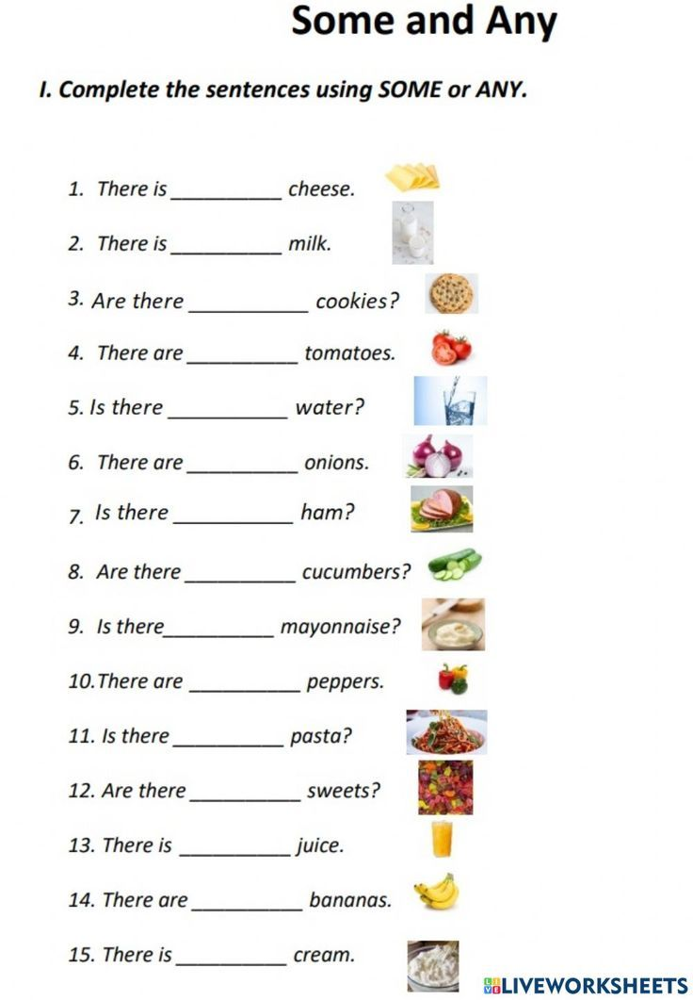 Some and Any
I. Complete the sentences using SOME or ANY.
1. There is __________ cheese.
2. There is __________ milk.
3. Are there __________ cookies?
4. There are __________ tomatoes.
5. Is there __________ water?
6. There are __________ onions.
7. Is there __________ ham?
8. Are there __________ cucumbers?
9. Is there__________ mayonnaise?
10.There are __________ peppers.
11. Is there __________ pasta?
12. Are there __________ sweets?
13. There is __________ juice.
14. There are __________ bananas.
15. There is __________ cream.
LIVE LIVEWORKSHEETS